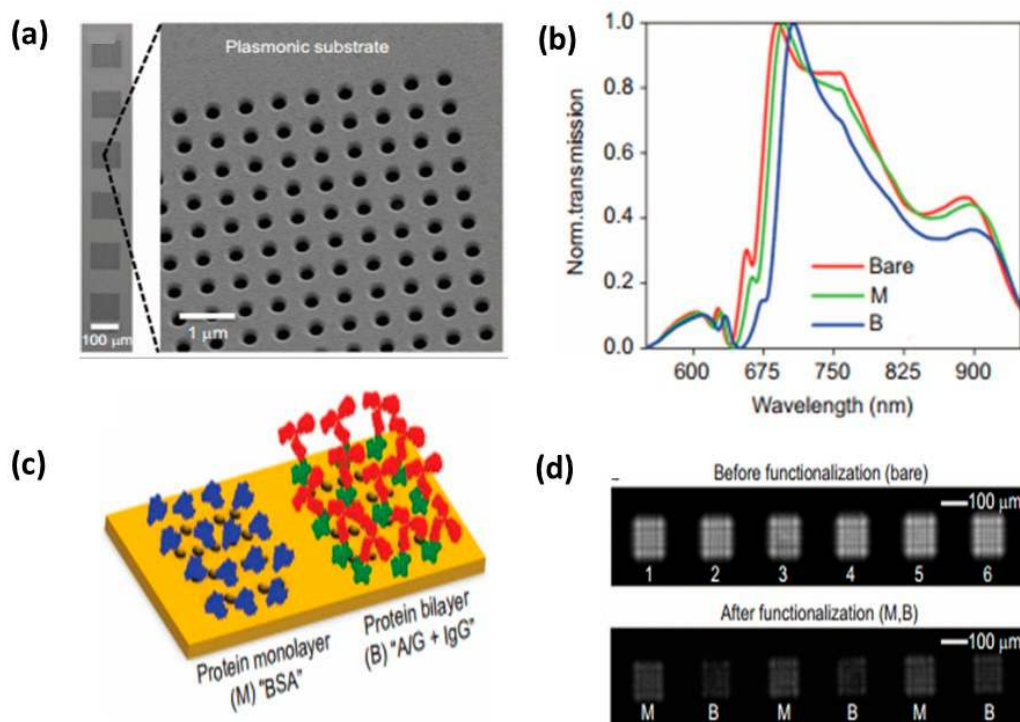 (a)
Plasmonic substrate
100 μm
1 μm
(b)
Norm.transmission
1.0
0.8
0.6
0.4
0.2
0.0
Bare
M
B
600 675 750 825 900
Wavelength (nm)
(c)
Protein monolayer
(M) "BSA"
Protein bilayer
(B) "A/G + IgG"
(d)
Before functionalization (bare)
100 μm
1 2 3 4 5 6
After functionalization (M,B)
100 μm
M B M B M B